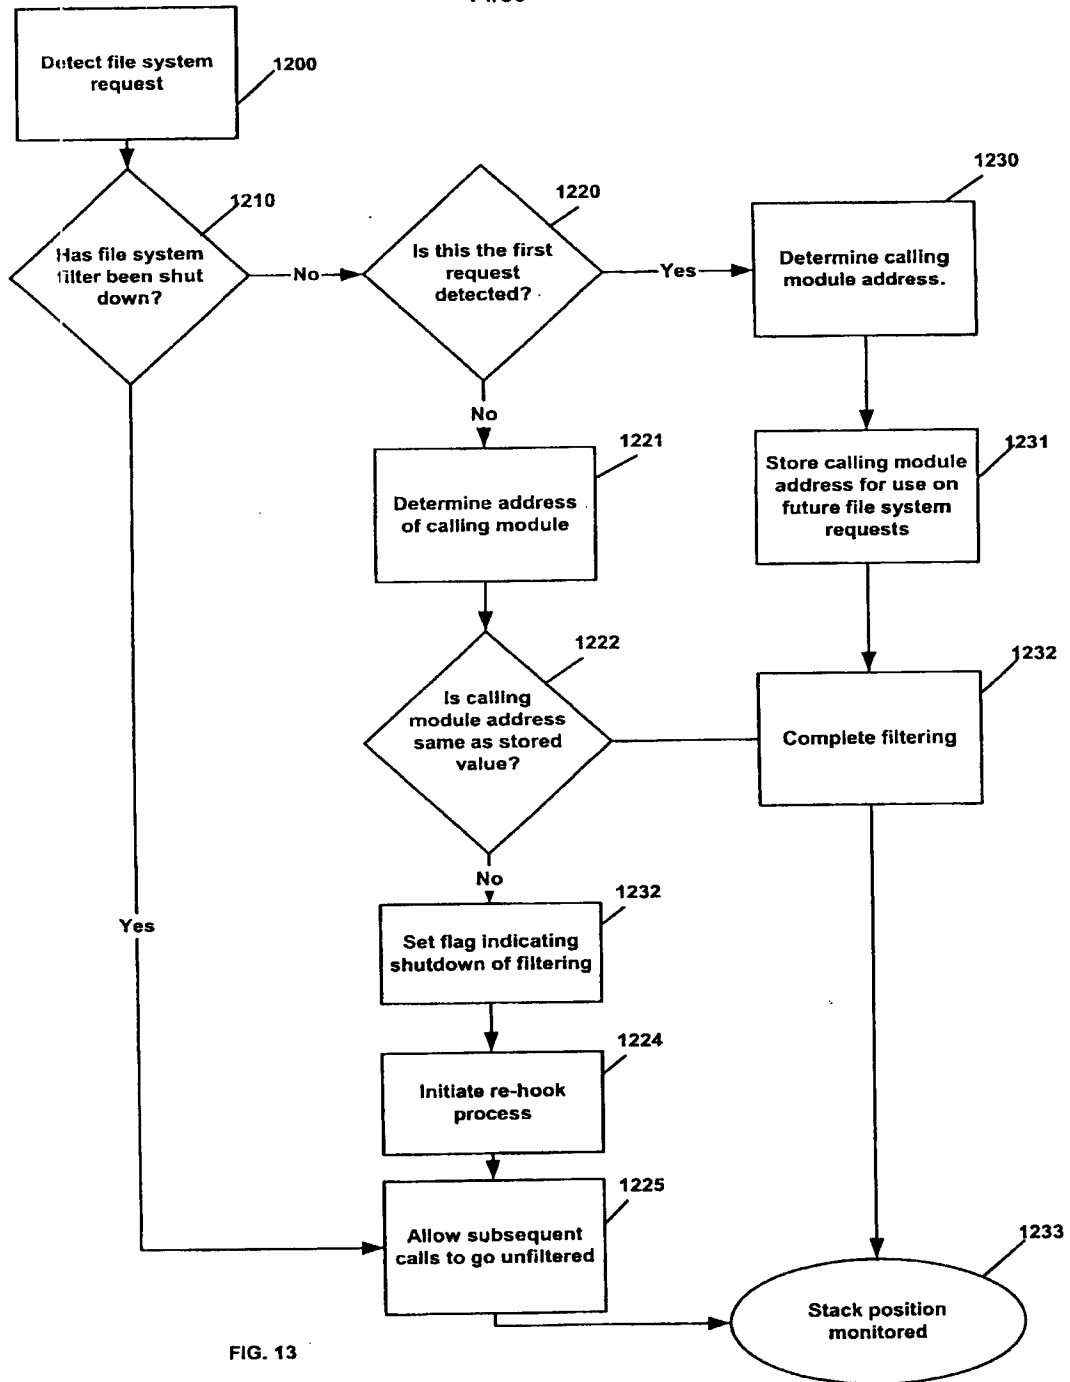 Detect file system
request
1200
1210
Has file system
filter been shut
down?
No
1220
Is this the first
request
detected?
Yes
1230
Determine calling
module address.
No
1221
Determine address
of calling module
1231
Store calling module
address for use on
future file system
requests
1222
Is calling
module address
same as stored
value?
1232
Complete filtering
No
1232
Set flag indicating
shutdown of filtering
Yes
1224
Initiate re-hook
process
1225
Allow subsequent
calls to go unfiltered
1233
Stack position
monitored
FIG. 13